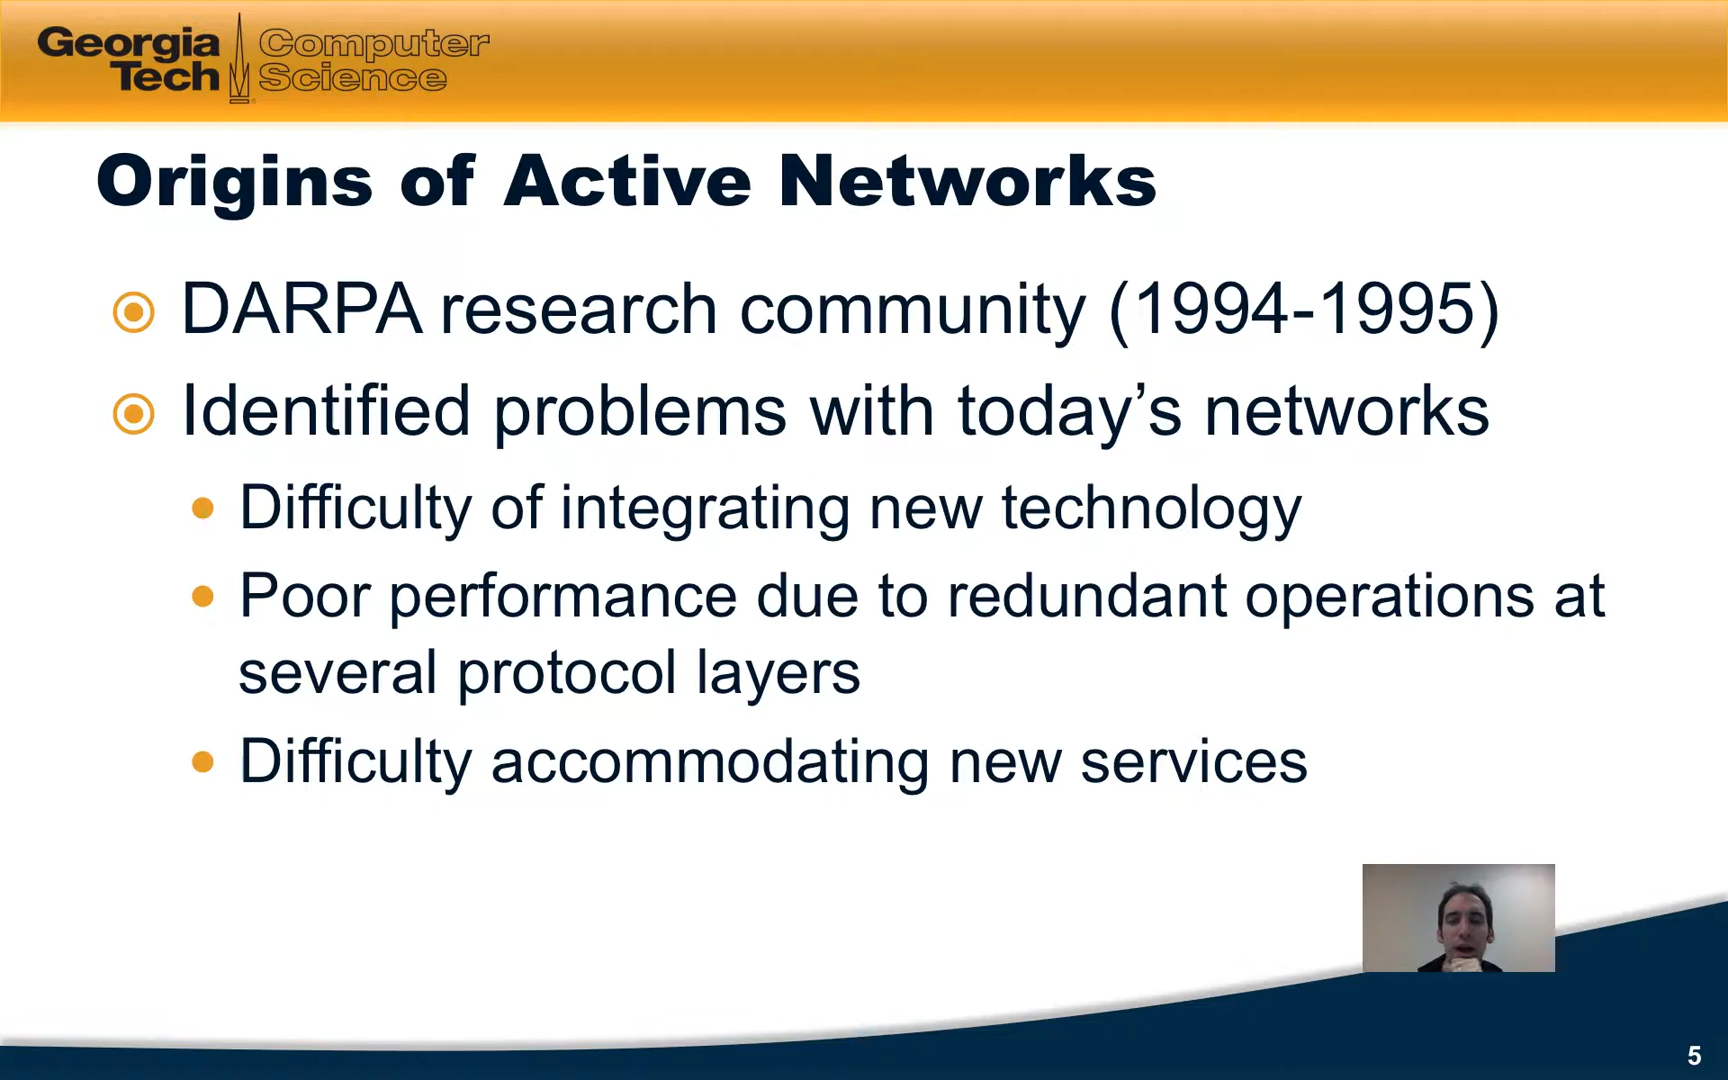 Georgia Tech
Computer Science
Origins of Active Networks
DARPA research community (1994-1995)
Identified problems with today’s networks
Difficulty of integrating new technology
Poor performance due to redundant operations at
several protocol layers
Difficulty accommodating new services
5